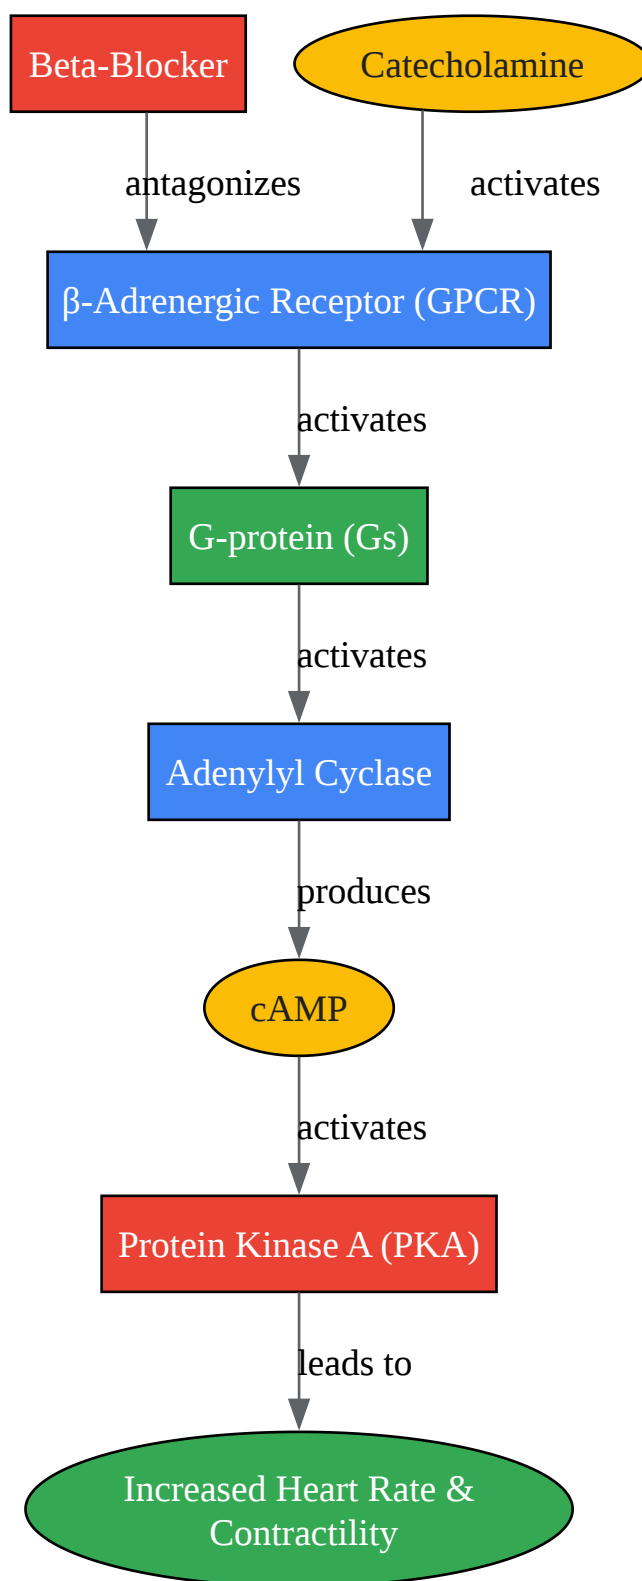 Beta-Blocker
Catecholamine
antagonizes
activates
β-Adrenergic Receptor (GPCR)
activates
G-protein (Gs)
activates
Adenylyl Cyclase
produces
cAMP
activates
Protein Kinase A (PKA)
leads to
Increased Heart Rate &
Contractility